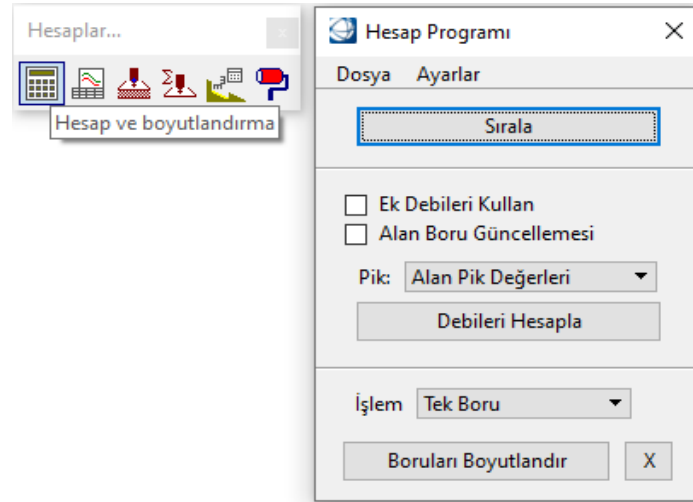 Hesaplar...
x
Hesap ve boyutlandırma
Hesap Programı
Dosya Ayarlar
Sırala
Ek Debileri Kullan
Alan Boru Güncellemesi
Pik: Alan Pik Değerleri
Debileri Hesapla
İşlem Tek Boru
Boruları Boyutlandır X